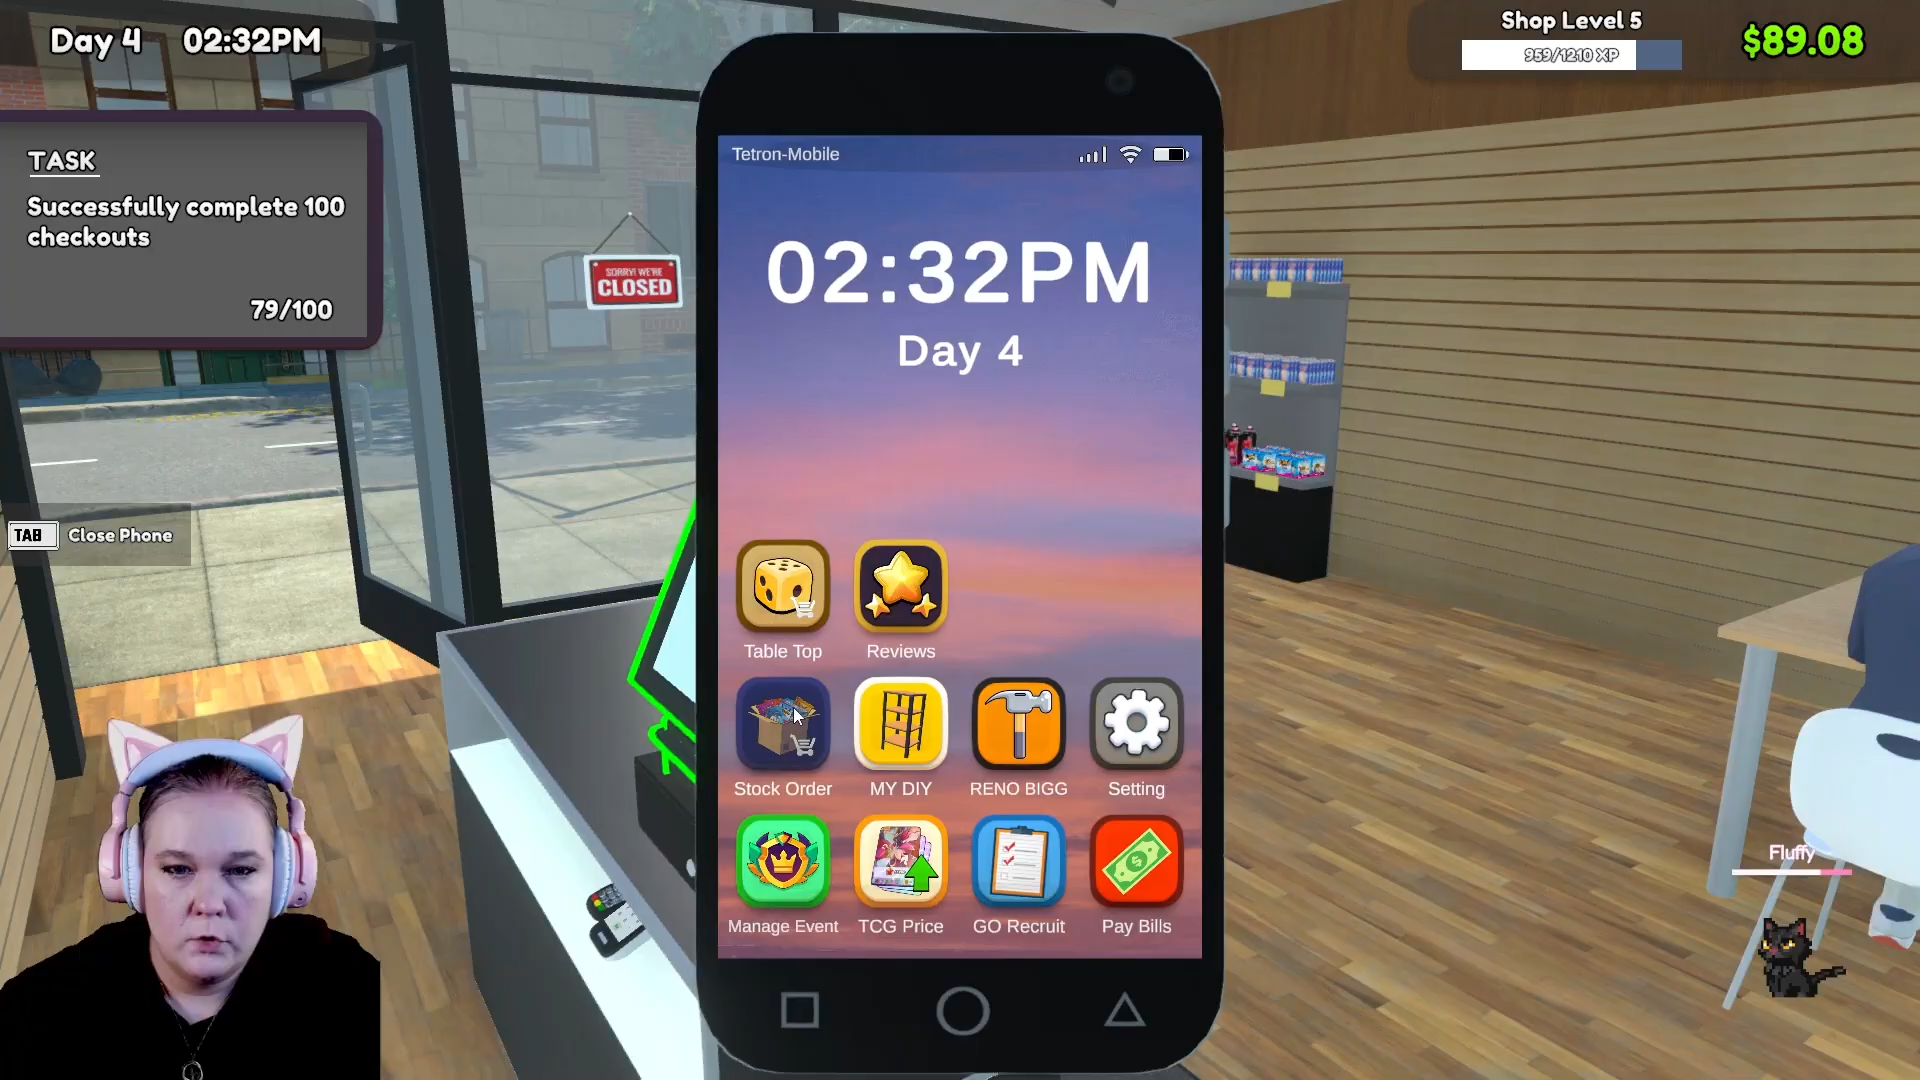 Day 4 02:32PM
Shop Level 5
959/1210 XP
$89.08
TASK
Successfully complete 100
checkouts
79/100
SORRY! WE'RE
CLOSED
TAB Close Phone
Tetron-Mobile
02:32PM
Day 4
Table Top Reviews
Stock Order MY DIY RENO BIGG Setting
Manage Event TCG Price GO Recruit Pay Bills
Fluffy